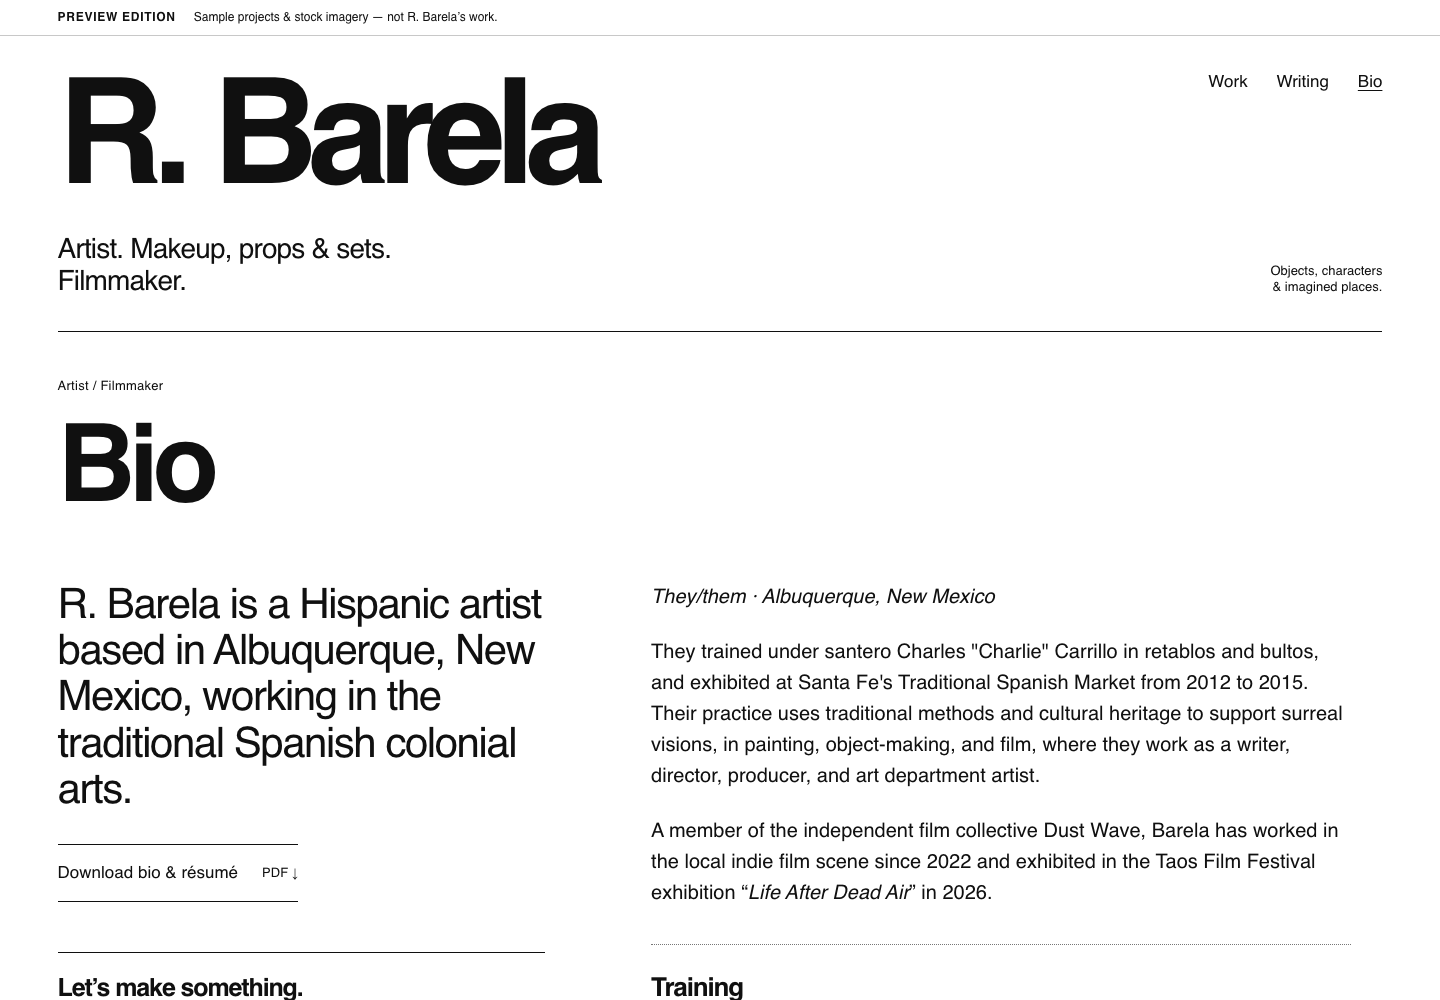 PREVIEW EDITION Sample projects & stock imagery — not R. Barela’s work.
R. Barela
Work Writing Bio
Artist. Makeup, props & sets.
Filmmaker.
Objects, characters
& imagined places.
Artist / Filmmaker
Bio
R. Barela is a Hispanic artist
based in Albuquerque, New
Mexico, working in the
traditional Spanish colonial
arts.
Download bio & résumé PDF ↓
Let’s make something.
They/them · Albuquerque, New Mexico
They trained under santero Charles "Charlie" Carrillo in retablos and bultos,
and exhibited at Santa Fe's Traditional Spanish Market from 2012 to 2015.
Their practice uses traditional methods and cultural heritage to support surreal
visions, in painting, object-making, and film, where they work as a writer,
director, producer, and art department artist.
A member of the independent film collective Dust Wave, Barela has worked in
the local indie film scene since 2022 and exhibited in the Taos Film Festival
exhibition “Life After Dead Air” in 2026.
Training